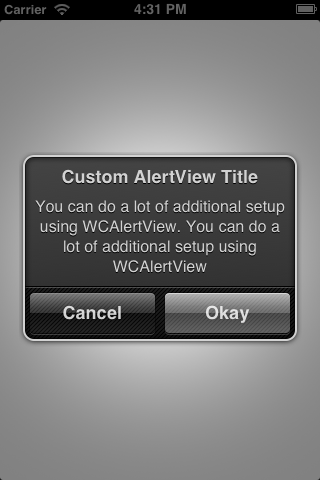 Carrier 4:31 PM
Custom AlertView Title
You can do a lot of additional setup
using WCAlertView. You can do a
lot of additional setup using
WCAlertView
Cancel Okay